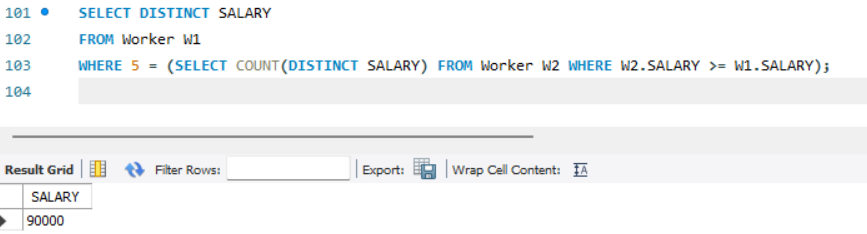 101 SELECT DISTINCT SALARY
102 FROM Worker W1
103 WHERE 5 = (SELECT COUNT(DISTINCT SALARY) FROM Worker W2 WHERE W2.SALARY >= W1.SALARY);
104
Result Grid Filter Rows: Export: Wrap Cell Content: IA
SALARY
90000